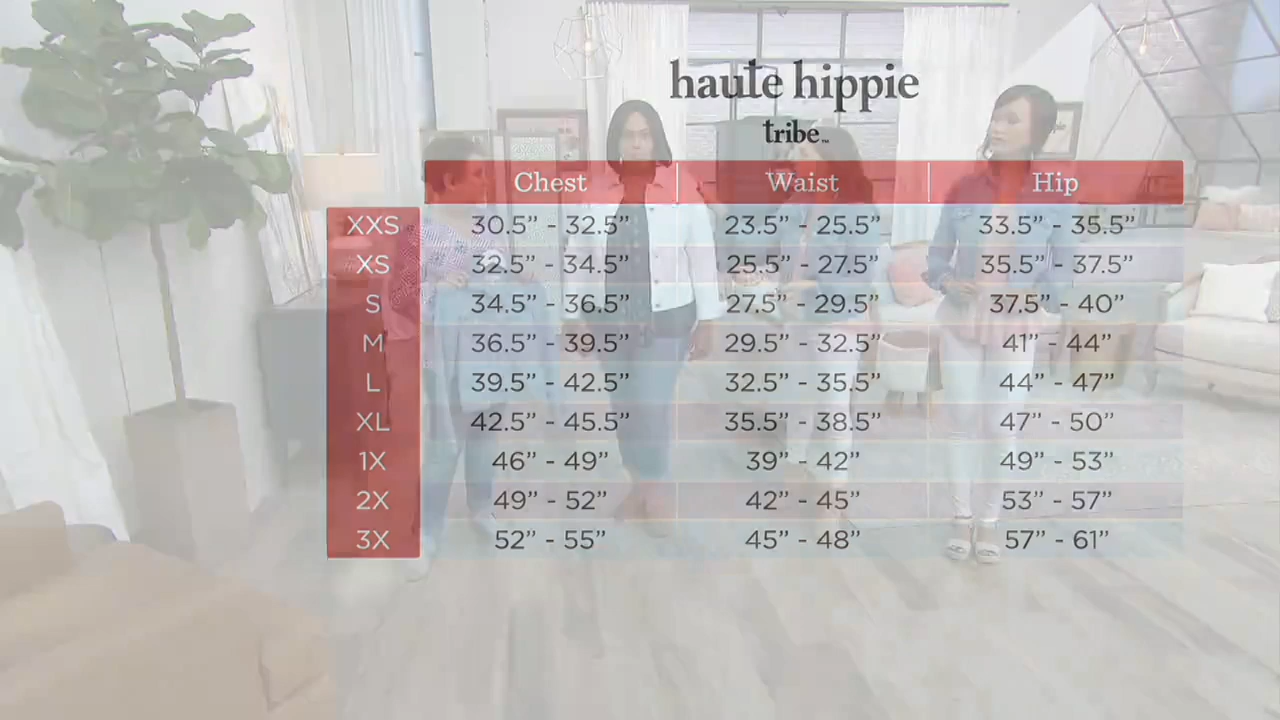 haute hippie
tribe™
Chest Waist Hip
XXS 30.5” - 32.5” 23.5” - 25.5” 33.5” - 35.5”
XS 32.5” - 34.5” 25.5” - 27.5” 35.5” - 37.5”
S 34.5” - 36.5” 27.5” - 29.5” 37.5” - 40”
M 36.5” - 39.5” 29.5” - 32.5” 41” - 44”
L 39.5” - 42.5” 32.5” - 35.5” 44” - 47”
XL 42.5” - 45.5” 35.5” - 38.5” 47” - 50”
1X 46” - 49” 39” - 42” 49” - 53”
2X 49” - 52” 42” - 45” 53” - 57”
3X 52” - 55” 45” - 48” 57” - 61”